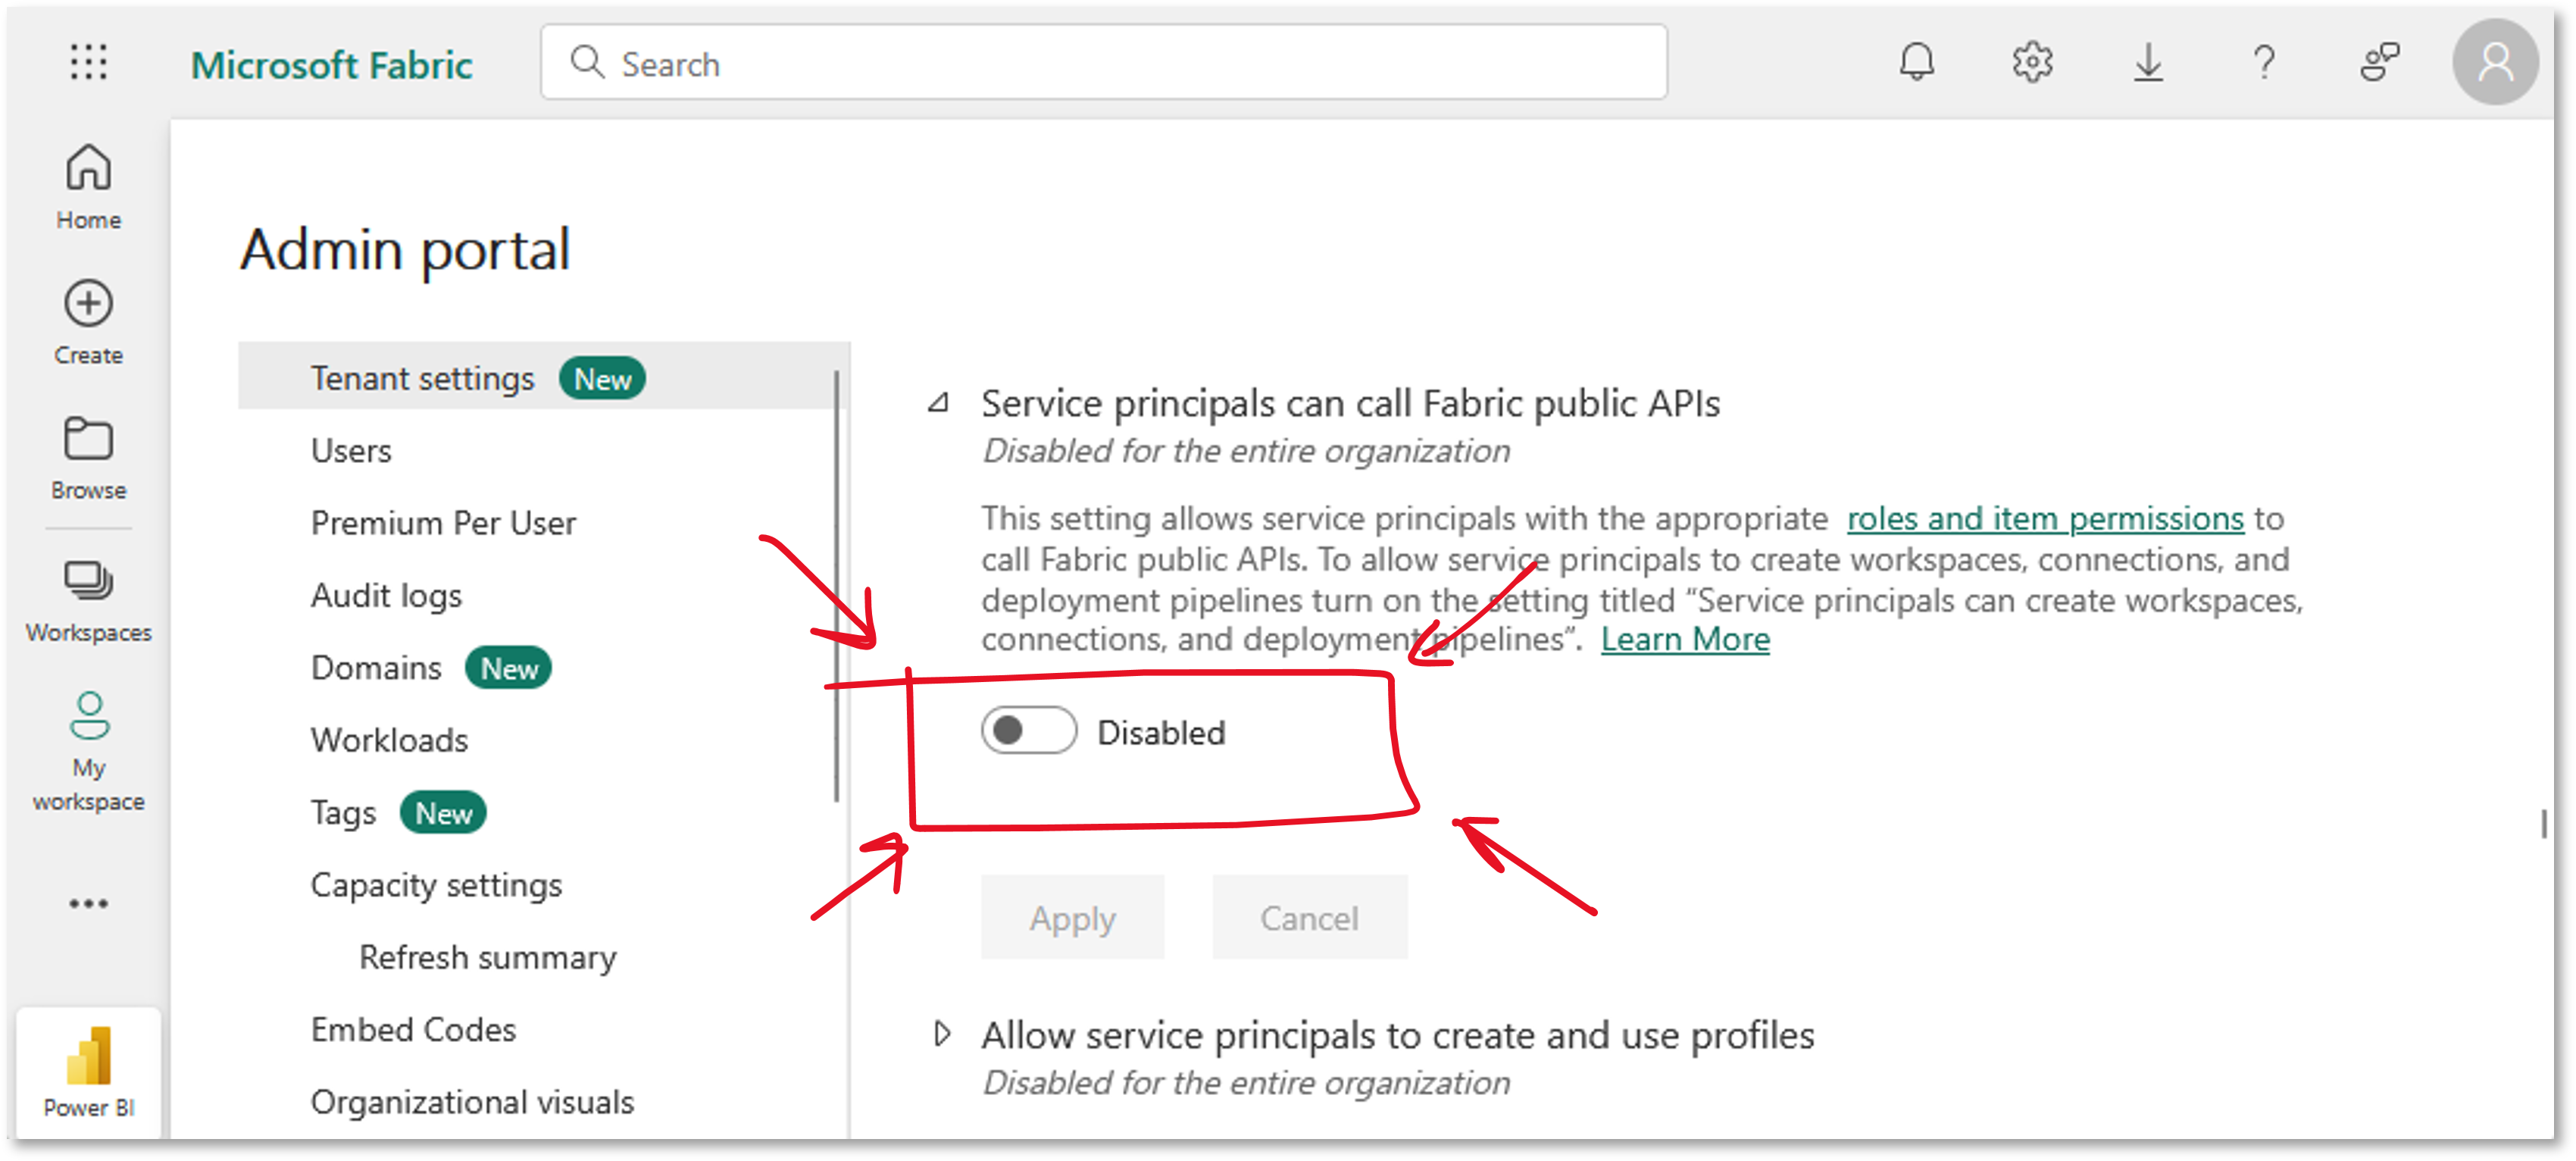 Microsoft Fabric
Search
Home
Create
Browse
Workspaces
My
workspace
Power BI
Admin portal
Tenant settings New
Users
Premium Per User
Audit logs
Domains New
Workloads
Tags New
Capacity settings
Refresh summary
Embed Codes
Organizational visuals
Service principals can call Fabric public APIs
Disabled for the entire organization
This setting allows service principals with the appropriate roles and item permissions to
call Fabric public APIs. To allow service principals to create workspaces, connections, and
deployment pipelines turn on the setting titled “Service principals can create workspaces,
connections, and deployment pipelines”. Learn More
Disabled
Apply Cancel
Allow service principals to create and use profiles
Disabled for the entire organization